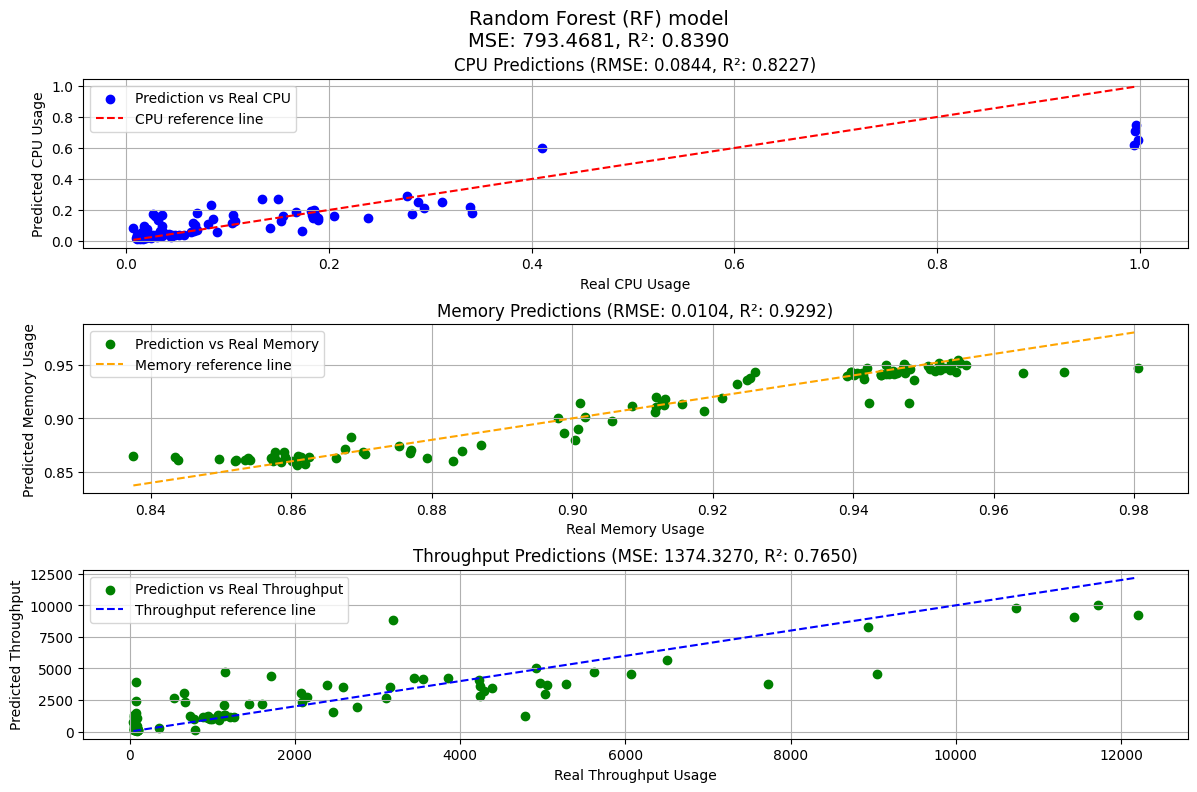 Random Forest (RF) model
MSE: 793.4681, R²: 0.8390
CPU Predictions (RMSE: 0.0844, R²: 0.8227)
Predicted CPU Usage
1.0
0.8
0.6
0.4
0.2
0.0
Prediction vs Real CPU
CPU reference line
0.0 0.2 0.4 0.6 0.8 1.0
Real CPU Usage
Memory Predictions (RMSE: 0.0104, R²: 0.9292)
Predicted Memory Usage
0.95
0.90
0.85
Prediction vs Real Memory
Memory reference line
0.84 0.86 0.88 0.90 0.92 0.94 0.96 0.98
Real Memory Usage
Throughput Predictions (MSE: 1374.3270, R²: 0.7650)
Predicted Throughput
12500
10000
7500
5000
2500
0
Prediction vs Real Throughput
Throughput reference line
0 2000 4000 6000 8000 10000 12000
Real Throughput Usage